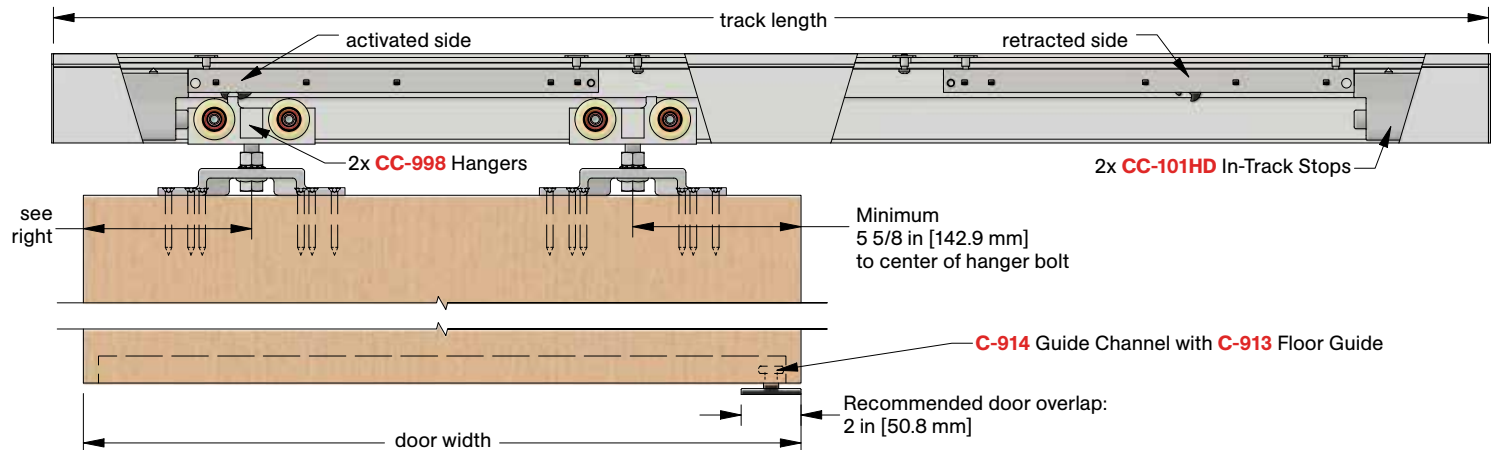 track length
activated side
retracted side
2x CC-998 Hangers
2x CC-101HD In-Track Stops
see
right
Minimum
5 5/8 in [142.9 mm]
to center of hanger bolt
C-914 Guide Channel with C-913 Floor Guide
Recommended door overlap:
2 in [50.8 mm]
door width